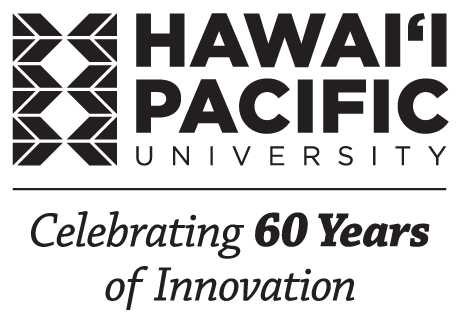 HAWAIʻI
PACIFIC
UNIVERSITY
Celebrating 60 Years
of Innovation